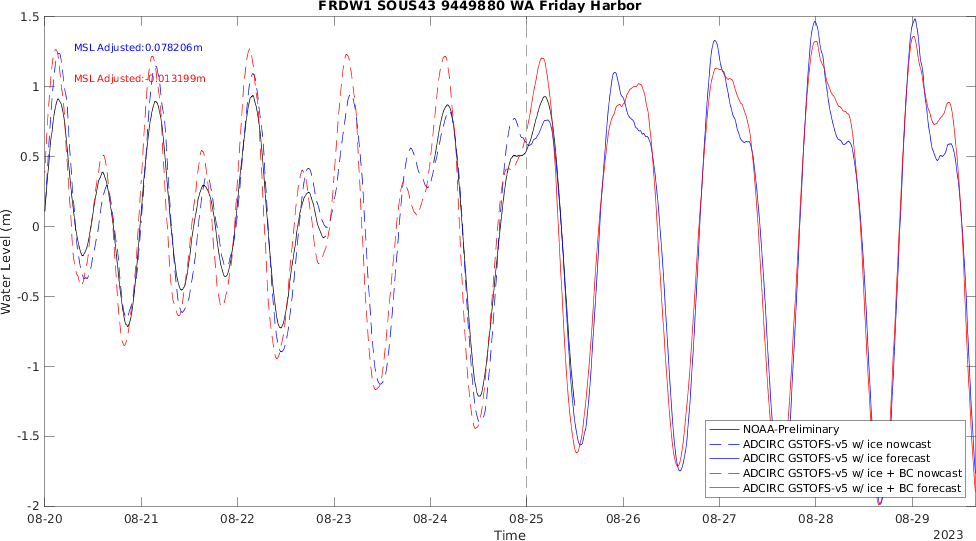 FRDW1 SOUS43 9449880 WA Friday Harbor
1.5
1
0.5
0
-0.5
-1
-1.5
-2
Water Level (m)
MSL Adjusted:0.078206m
MSL Adjusted:-0.013199m
NOAA-Preliminary
ADCIRC GSTOFS-v5 w/ ice nowcast
ADCIRC GSTOFS-v5 w/ ice forecast
ADCIRC GSTOFS-v5 w/ ice + BC nowcast
ADCIRC GSTOFS-v5 w/ ice + BC forecast
08-20 08-21 08-22 08-23 08-24 08-25 08-26 08-27 08-28 08-29
Time
2023